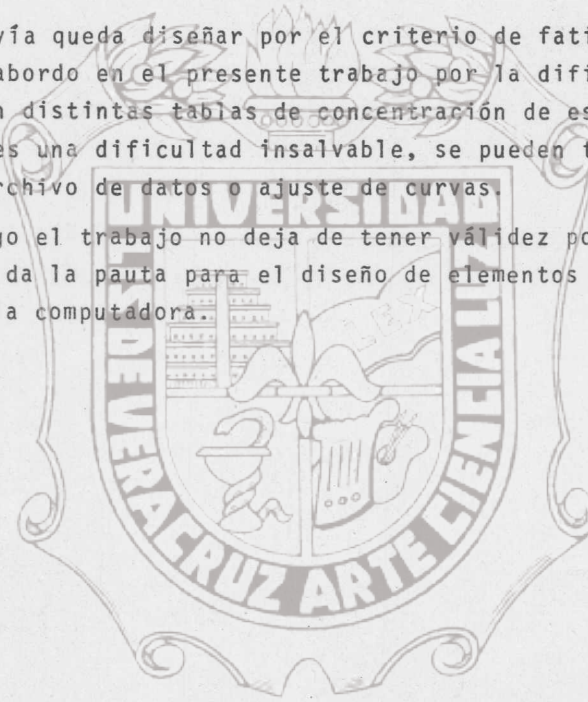 vía queda diseñar por el criterio de fati
abordo en el presente trabajo por la difi
n distintas tablas de concentración de es
es una dificultad insalvable, se pueden t
rchivo de datos o ajuste de curvas.
go el trabajo no deja de tener válidez po
da la pauta para el diseño de elementos
a computadora.
UNIVERSIDAD
DE VERACRUZ ARTE CIENCIA LUZ
LEX